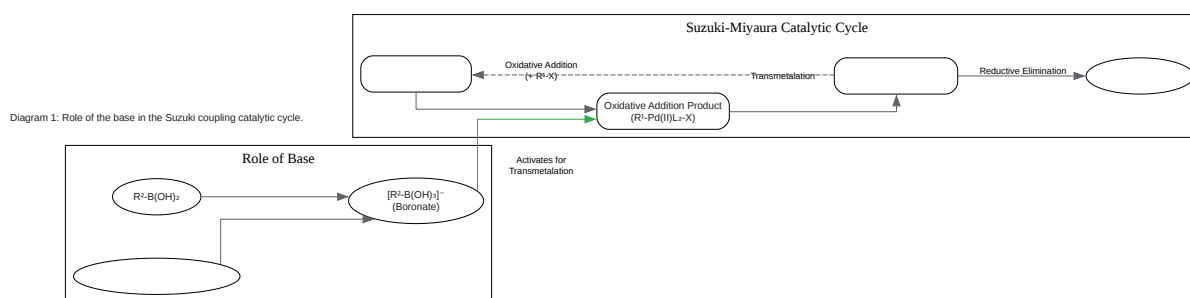 Suzuki-Miyaura Catalytic Cycle
Oxidative Addition
(+ R¹-X)
Transmetalation
Reductive Elimination
Oxidative Addition Product
(R¹-Pd(II)L₂-X)
Diagram 1: Role of the base in the Suzuki coupling catalytic cycle.
Role of Base
Activates for
Transmetalation
R²-B(OH)₂
[R²-B(OH)₃]⁻
(Boronate)